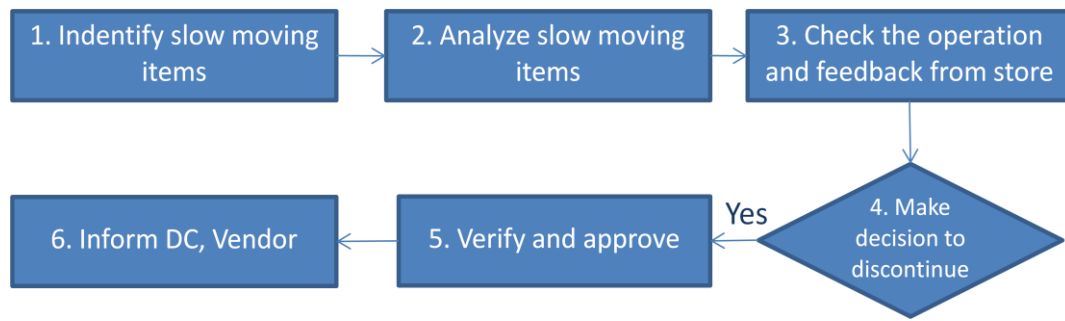 1. Indentify slow moving
items
2. Analyze slow moving
items
3. Check the operation
and feedback from store
4. Make
decision to
discontinue
Yes
5. Verify and approve
6. Inform DC, Vendor